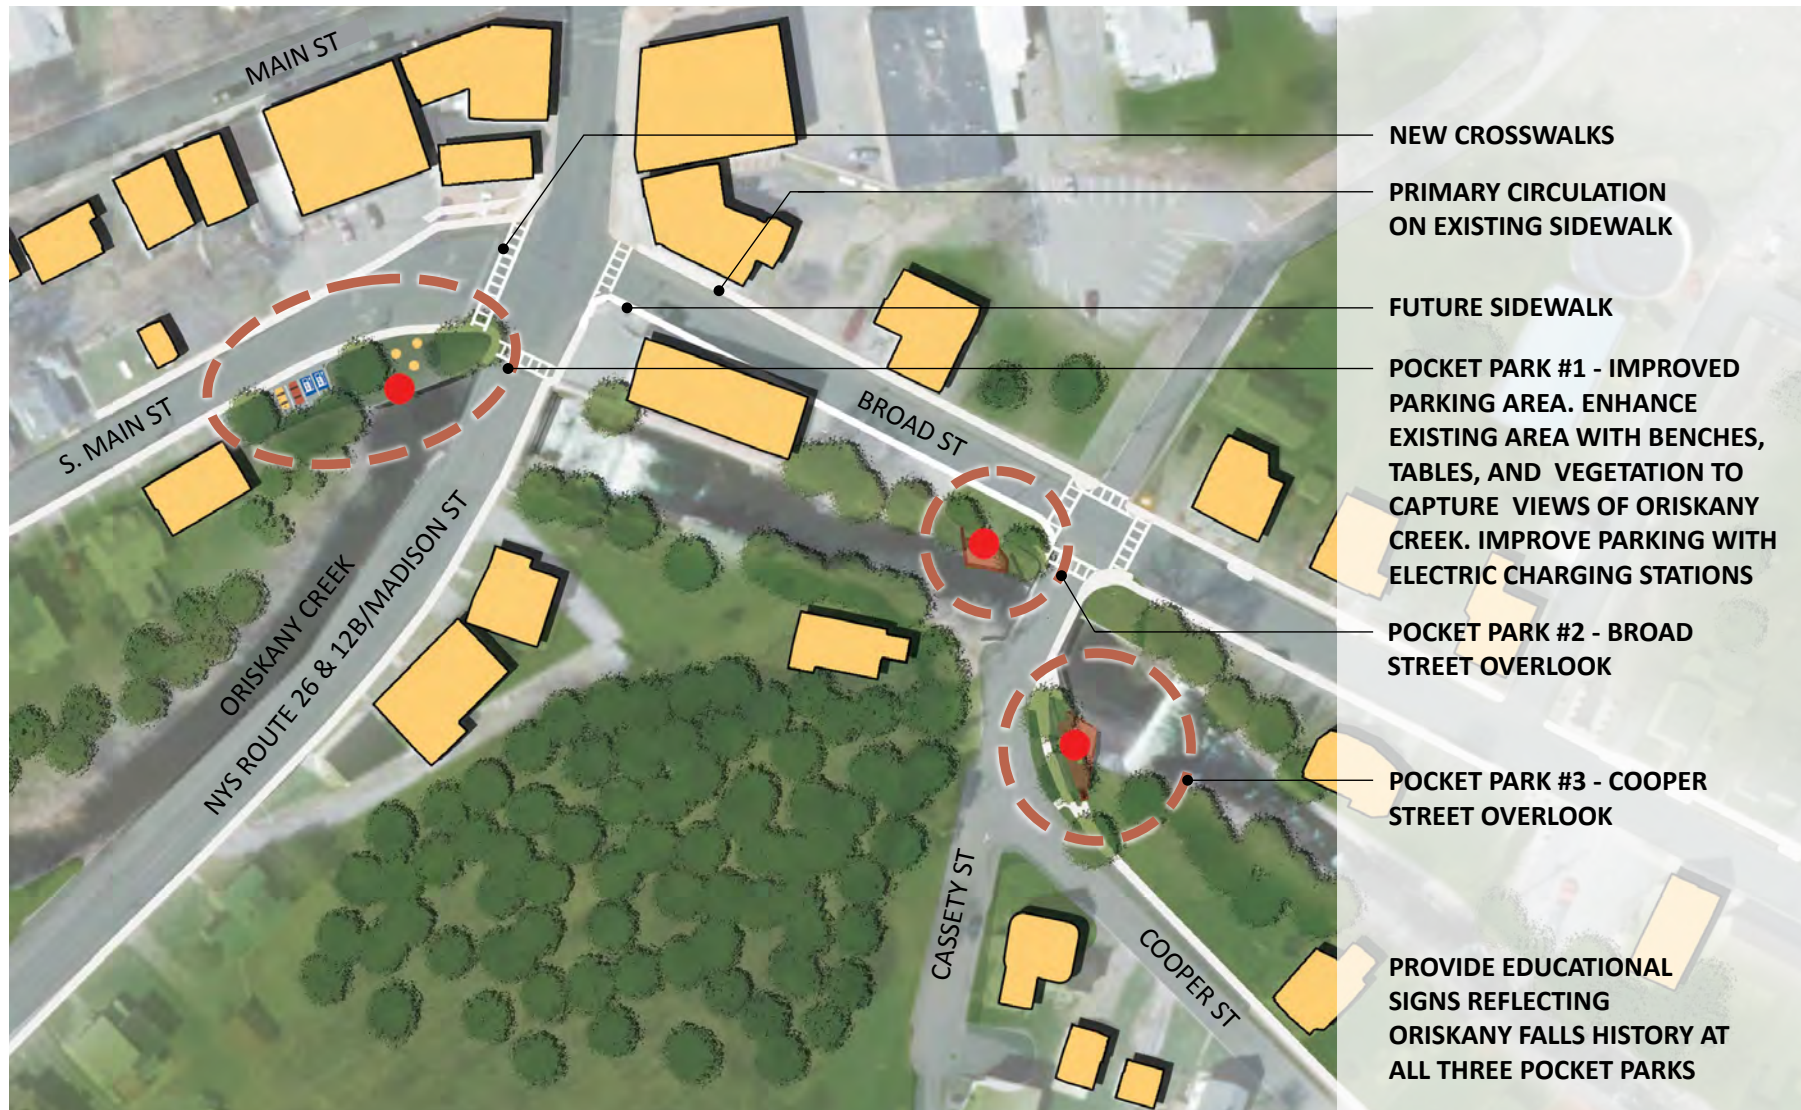 MAIN ST
NEW CROSSWALKS
PRIMARY CIRCULATION
ON EXISTING SIDEWALK
FUTURE SIDEWALK
POCKET PARK #1 - IMPROVED
PARKING AREA. ENHANCE
EXISTING AREA WITH BENCHES,
TABLES, AND VEGETATION TO
CAPTURE VIEWS OF ORISKANY
CREEK. IMPROVE PARKING WITH
ELECTRIC CHARGING STATIONS
POCKET PARK #2 - BROAD
STREET OVERLOOK
POCKET PARK #3 - COOPER
STREET OVERLOOK
PROVIDE EDUCATIONAL
SIGNS REFLECTING
ORISKANY FALLS HISTORY AT
ALL THREE POCKET PARKS
S. MAIN ST
BROAD ST
ORISKANY CREEK
NYS ROUTE 26 & 12B/MADISON ST
CASSETY ST
COOPER ST